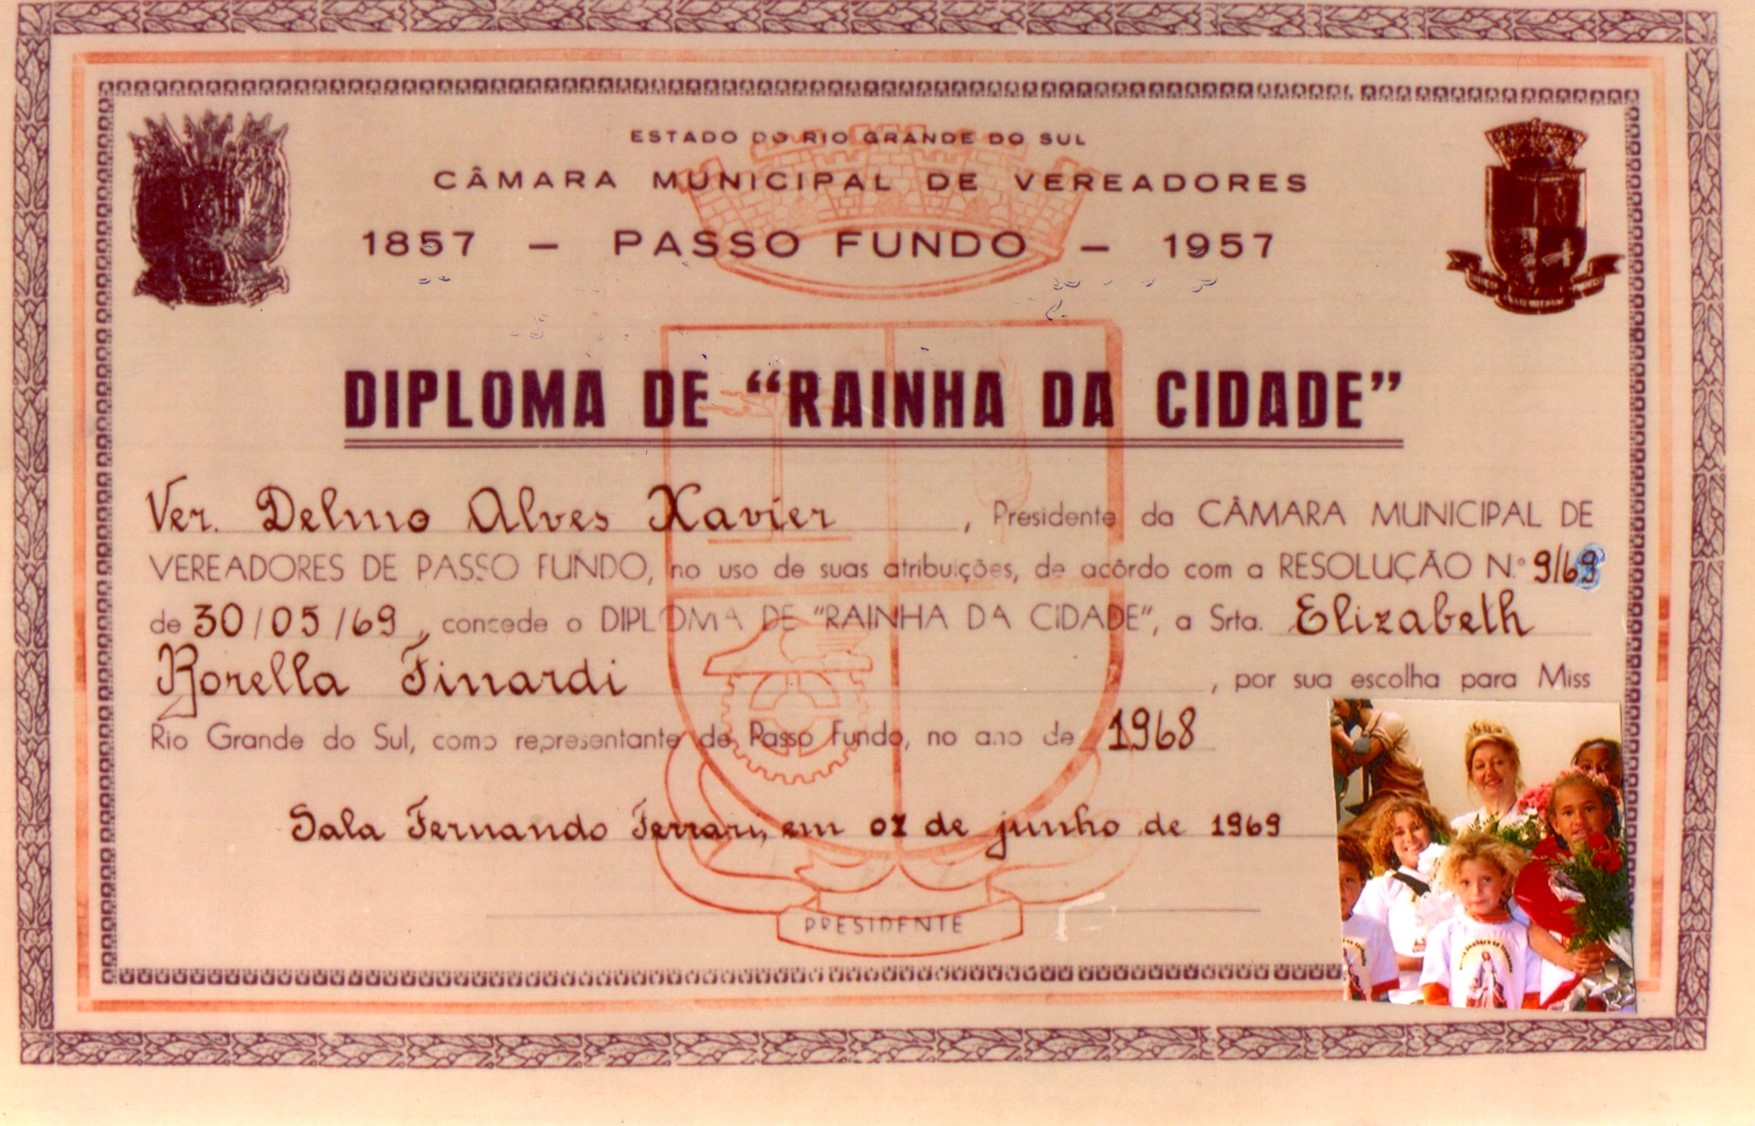 ESTADO DO RIO GRANDE DO SUL
CÂMARA MUNICIPAL DE VEREADORES
1857 — PASSO FUNDO — 1957
DIPLOMA DE “RAINHA DA CIDADE”
Ver. Delmo Alves Xavier, Presidente da CÂMARA MUNICIPAL DE
VEREADORES DE PASSO FUNDO, no uso de suas atribuições, de acôrdo com a RESOLUÇÃO N.º 9/69
de 30/05/69, concede o DIPLOMA DE "RAINHA DA CIDADE", a Srta. Elizabeth
Rorella Finardi, por sua escolha para Miss
Rio Grande do Sul, como representante de Passo Fundo, no ano de 1968
Sala Fernando Ferrari, em 02 de junho de 1969
PRESIDENTE